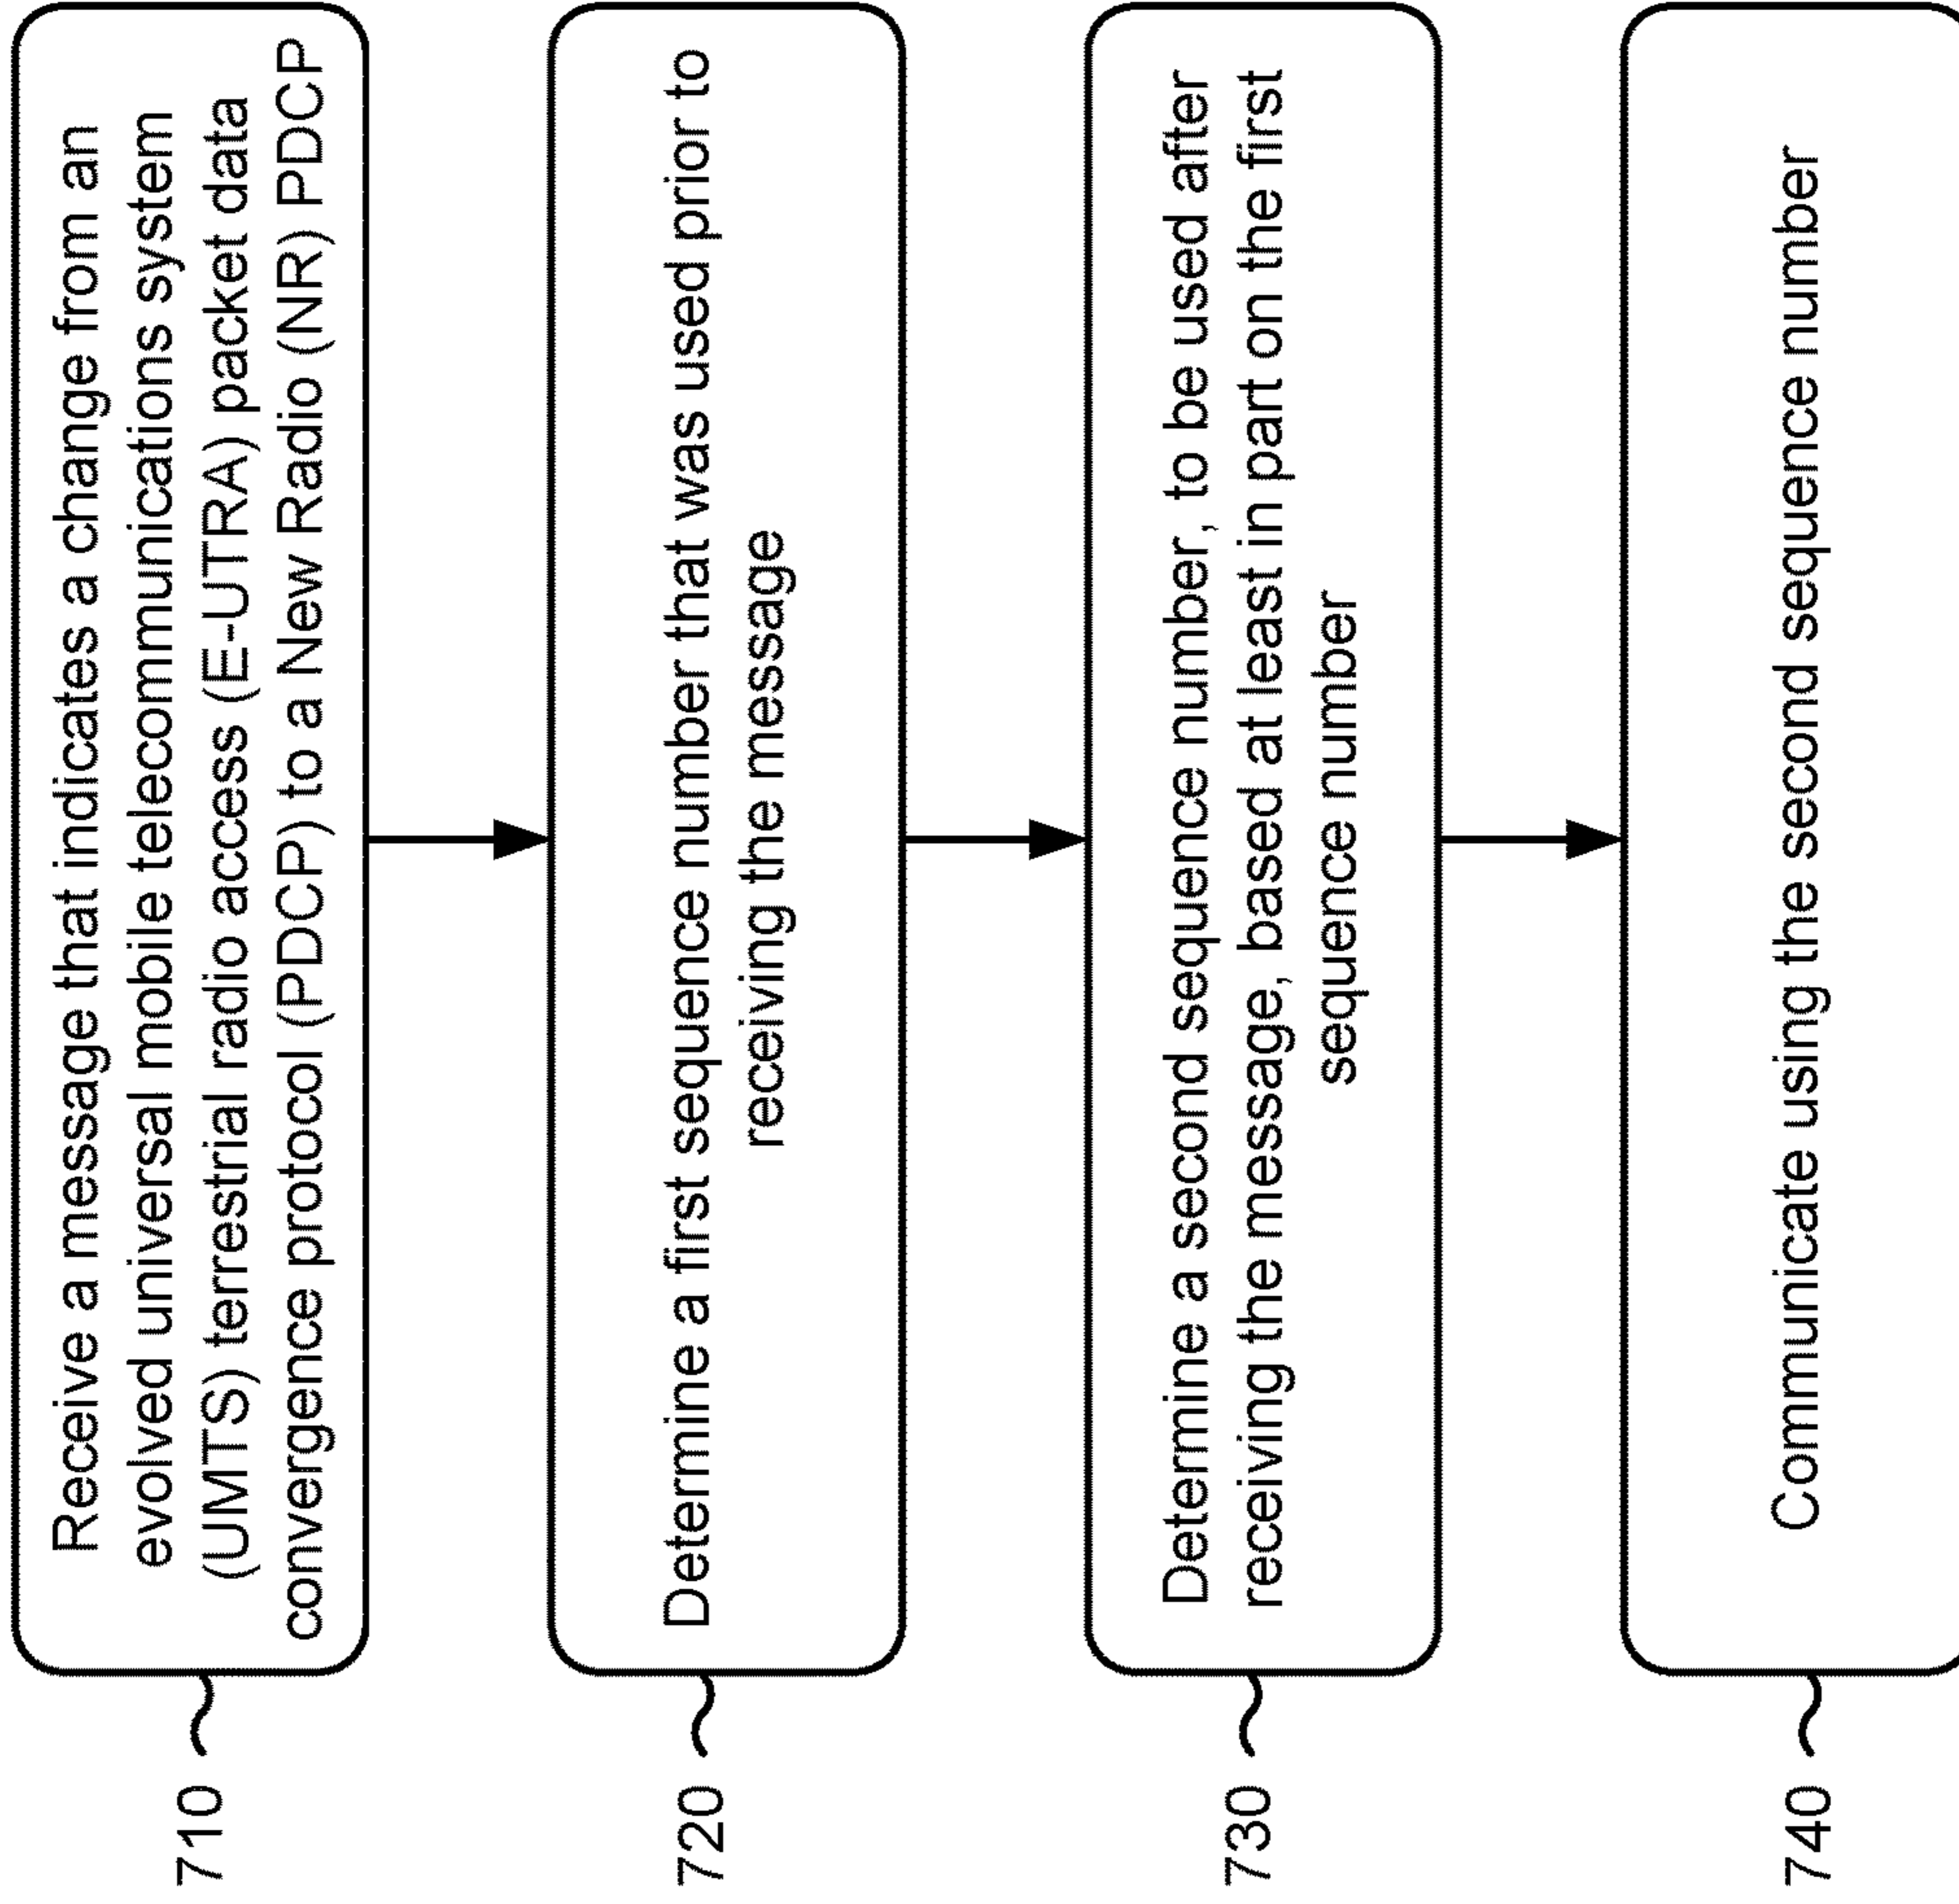 710
Receive a message that indicates a change from an
evolved universal mobile telecommunications system
(UMTS) terrestrial radio access (E-UTRA) packet data
convergence protocol (PDCP) to a New Radio (NR) PDCP
720
Determine a first sequence number that was used prior to
receiving the message
730
Determine a second sequence number, to be used after
receiving the message, based at least in part on the first
sequence number
740
Communicate using the second sequence number